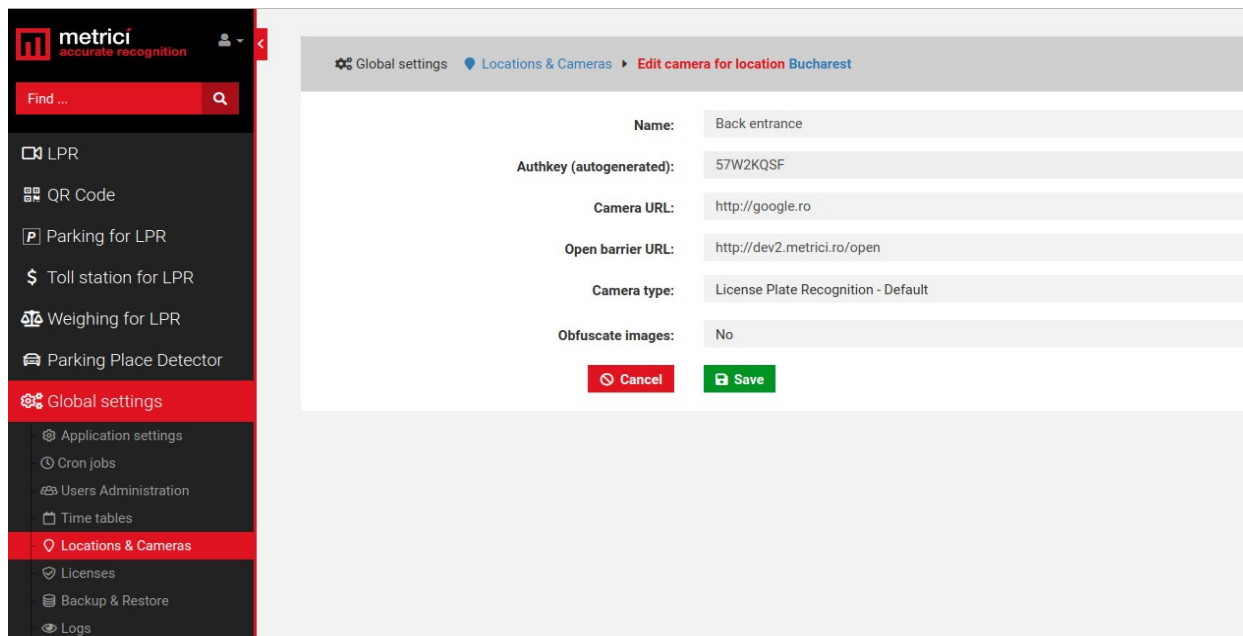 metrici
accurate recognition
Find ...
LPR
QR Code
P Parking for LPR
$ Toll station for LPR
Weighing for LPR
Parking Place Detector
Global settings
Application settings
Cron jobs
Users Administration
Time tables
Locations & Cameras
Licenses
Backup & Restore
Logs
Global settings Locations & Cameras Edit camera for location Bucharest
Name: Back entrance
Authkey (autogenerated): 57W2KQSF
Camera URL: http://google.ro
Open barrier URL: http://dev2.metrici.ro/open
Camera type: License Plate Recognition - Default
Obfuscate images: No
Cancel Save